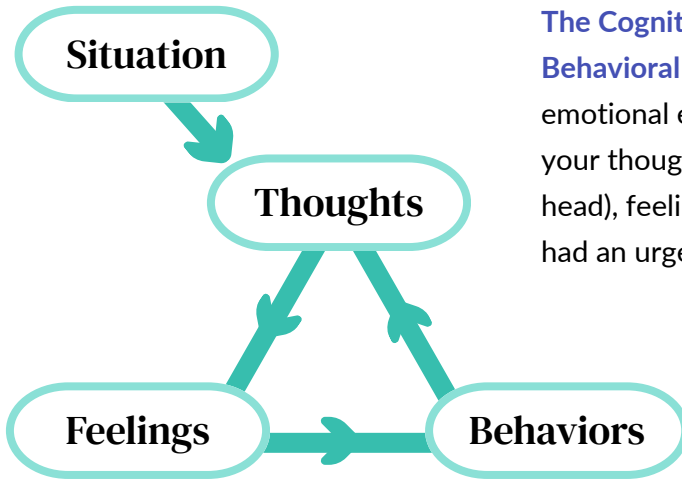 Situation
Thoughts
Feelings
Behaviors
The Cognit
Behavioral
emotional e
your thoug
head), feeli
had an urge